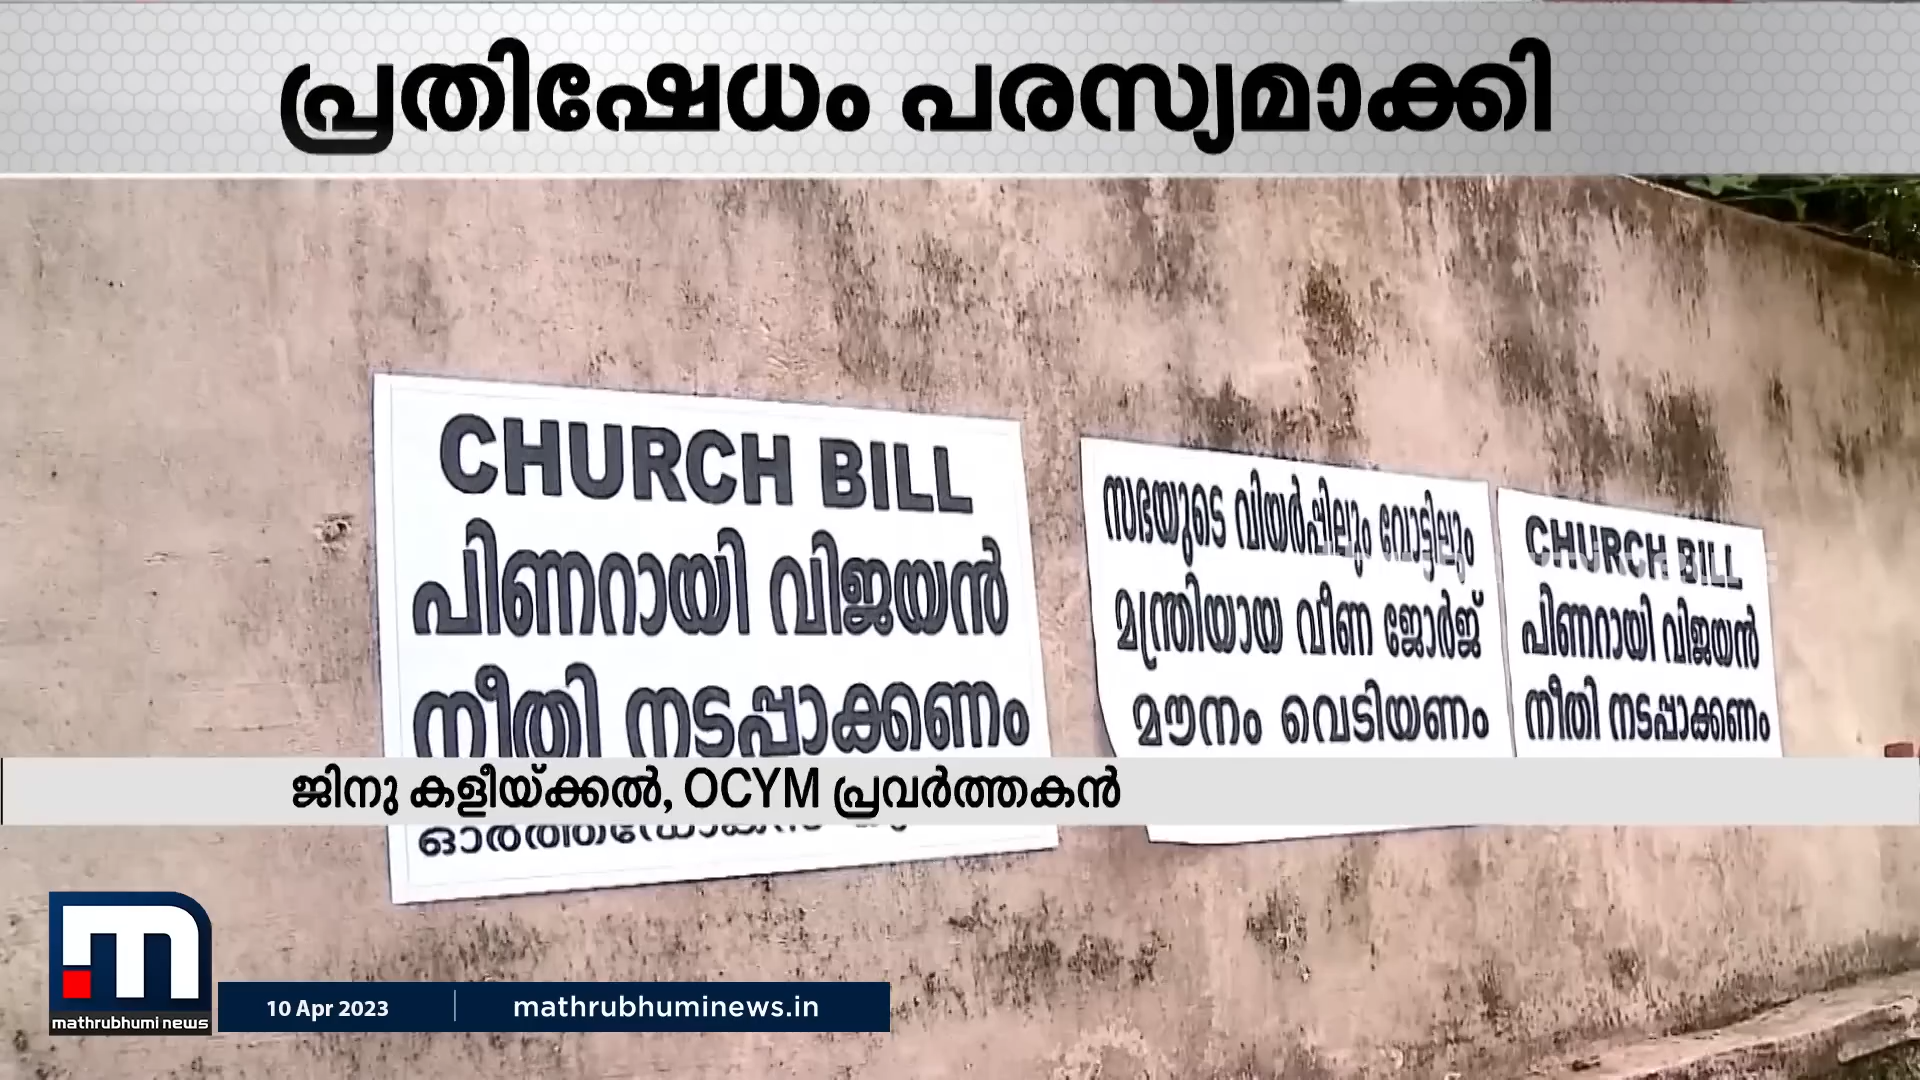 പ്രതിഷേധം പരസ്യമാക്കി
CHURCH BILL
പിണറായി വിജയൻ
നീതി നടപ്പാക്കണം
സഭയുടെ വിയർപ്പിലും വോട്ടിലും
മന്ത്രിയായ വീണ ജോർജ്
മൗനം വെടിയണം
CHURCH BILL
പിണറായി വിജയൻ
നീതി നടപ്പാക്കണം
ജിനു കളീയ്ക്കൽ, OCYM പ്രവർത്തകൻ
mathrubhumi news
10 Apr 2023
mathrubhuminews.in